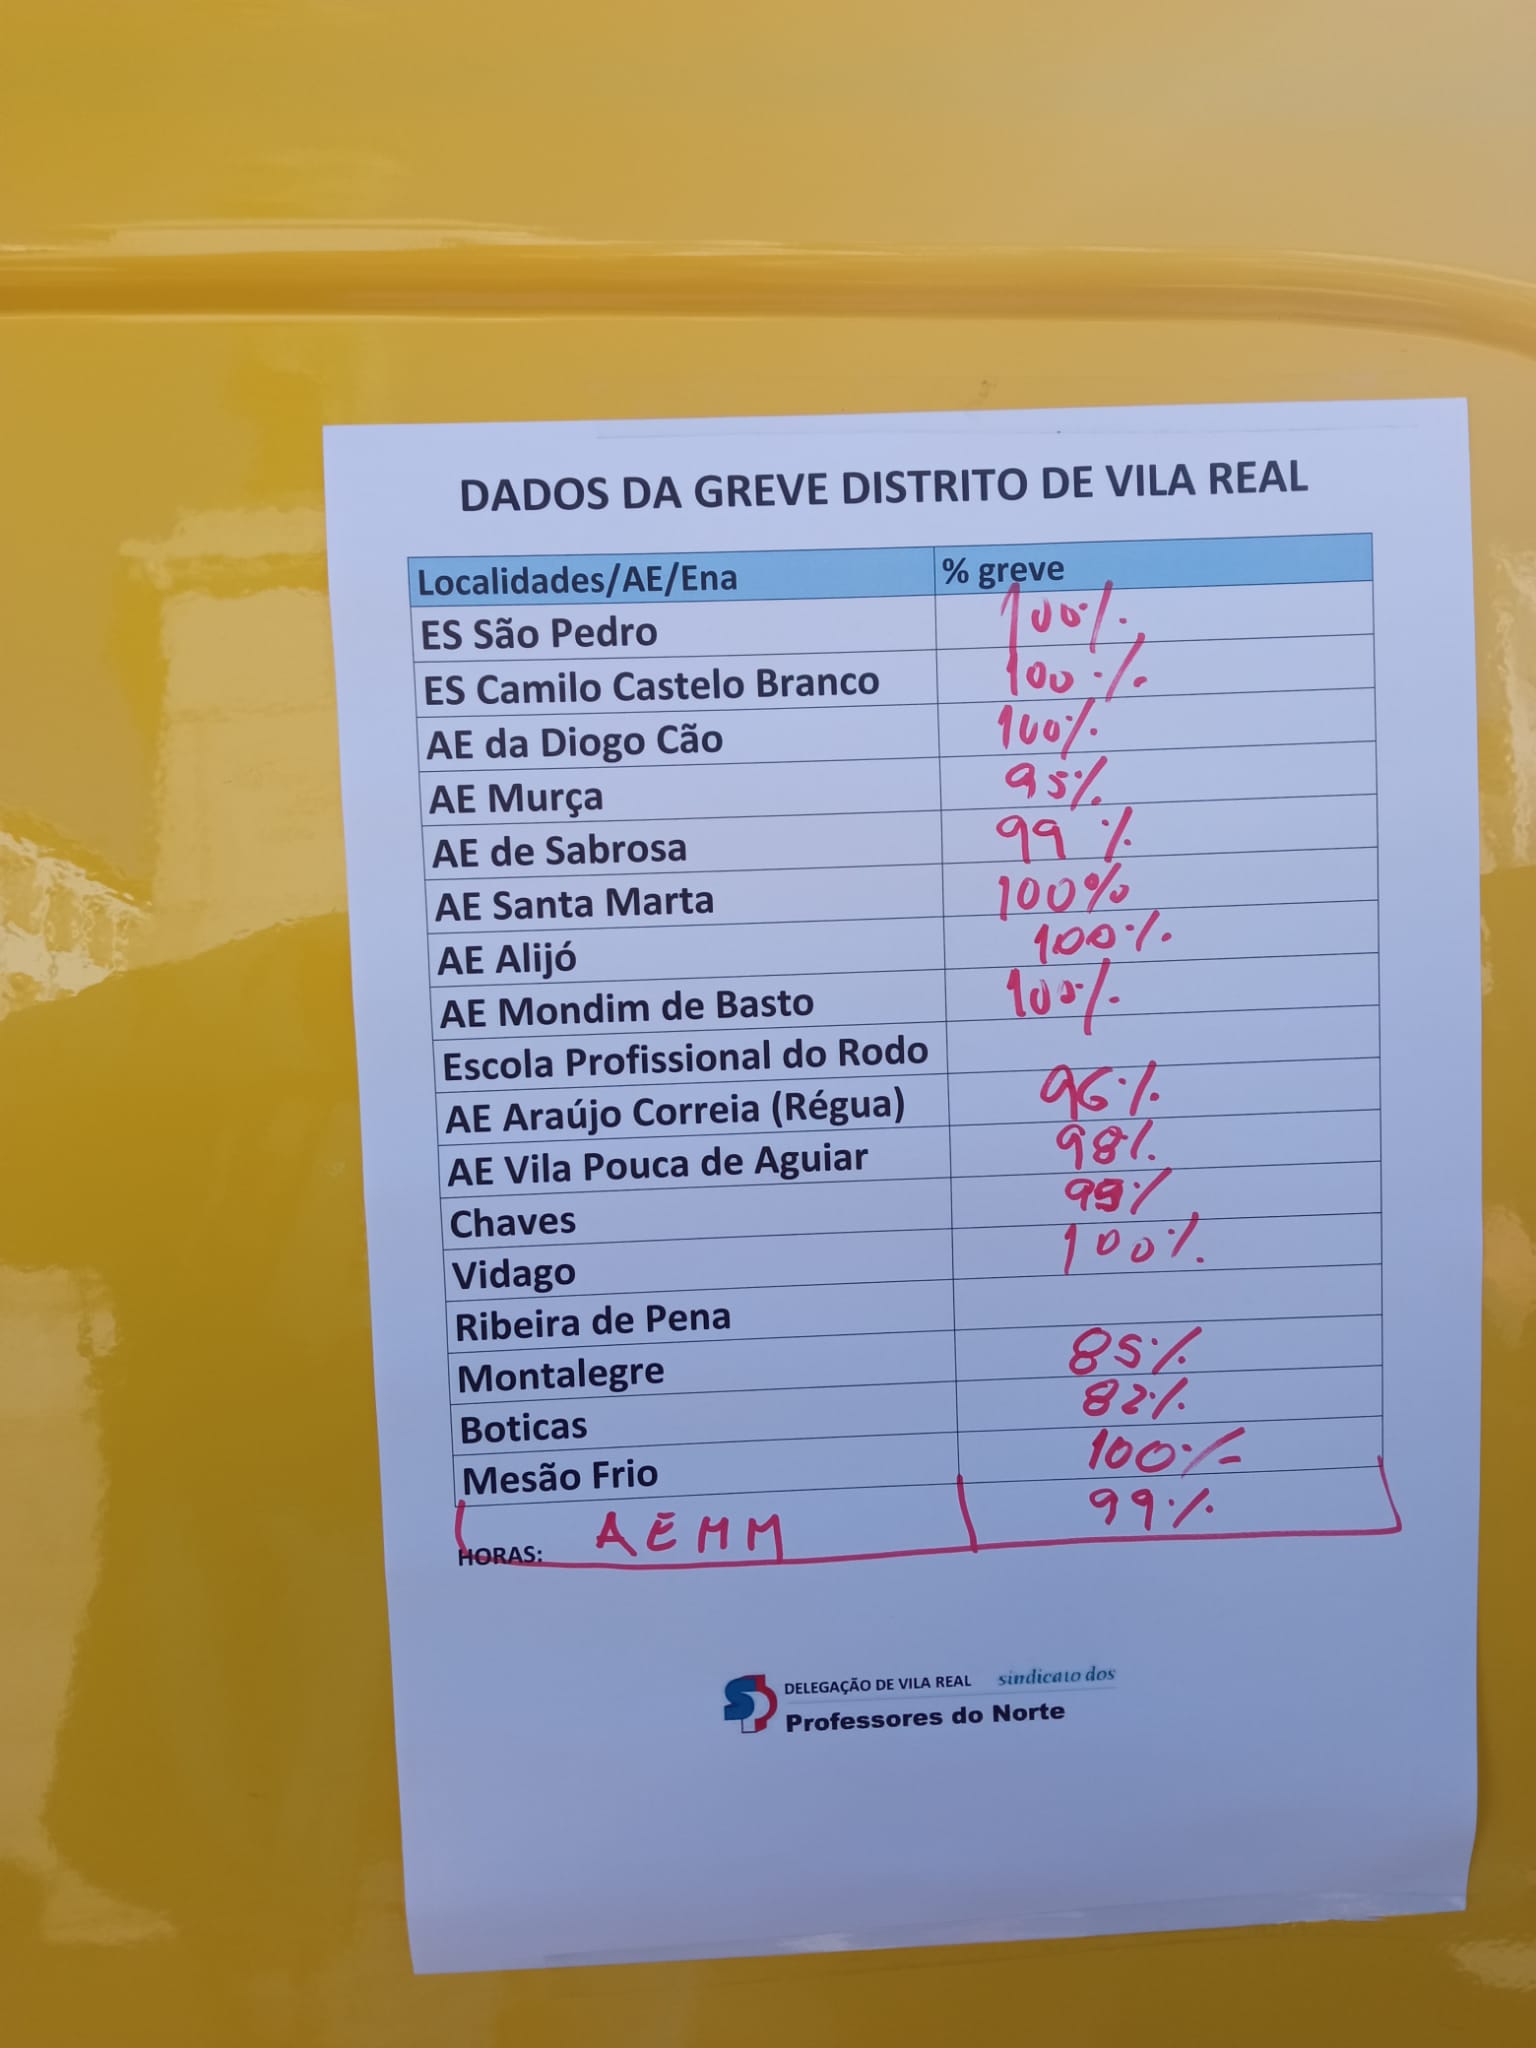 DADOS DA GREVE DISTRITO DE VILA REAL
Localidades/AE/Ena % greve
ES São Pedro 100%
ES Camilo Castelo Branco 100%
AE da Diogo Cão 100%
AE Murça 95%
AE de Sabrosa 99%
AE Santa Marta 100%
AE Alijó 100%
AE Mondim de Basto 100%
Escola Profissional do Rodo
AE Araújo Correia (Régua) 96%
AE Vila Pouca de Aguiar 98%
Chaves
Vidago 100%
Ribeira de Pena
Montalegre 85%
Boticas 82%
Mesão Frio 100%
AEMM 99%
HORAS:
DELEGAÇÃO DE VILA REAL sindicato dos
Professores do Norte